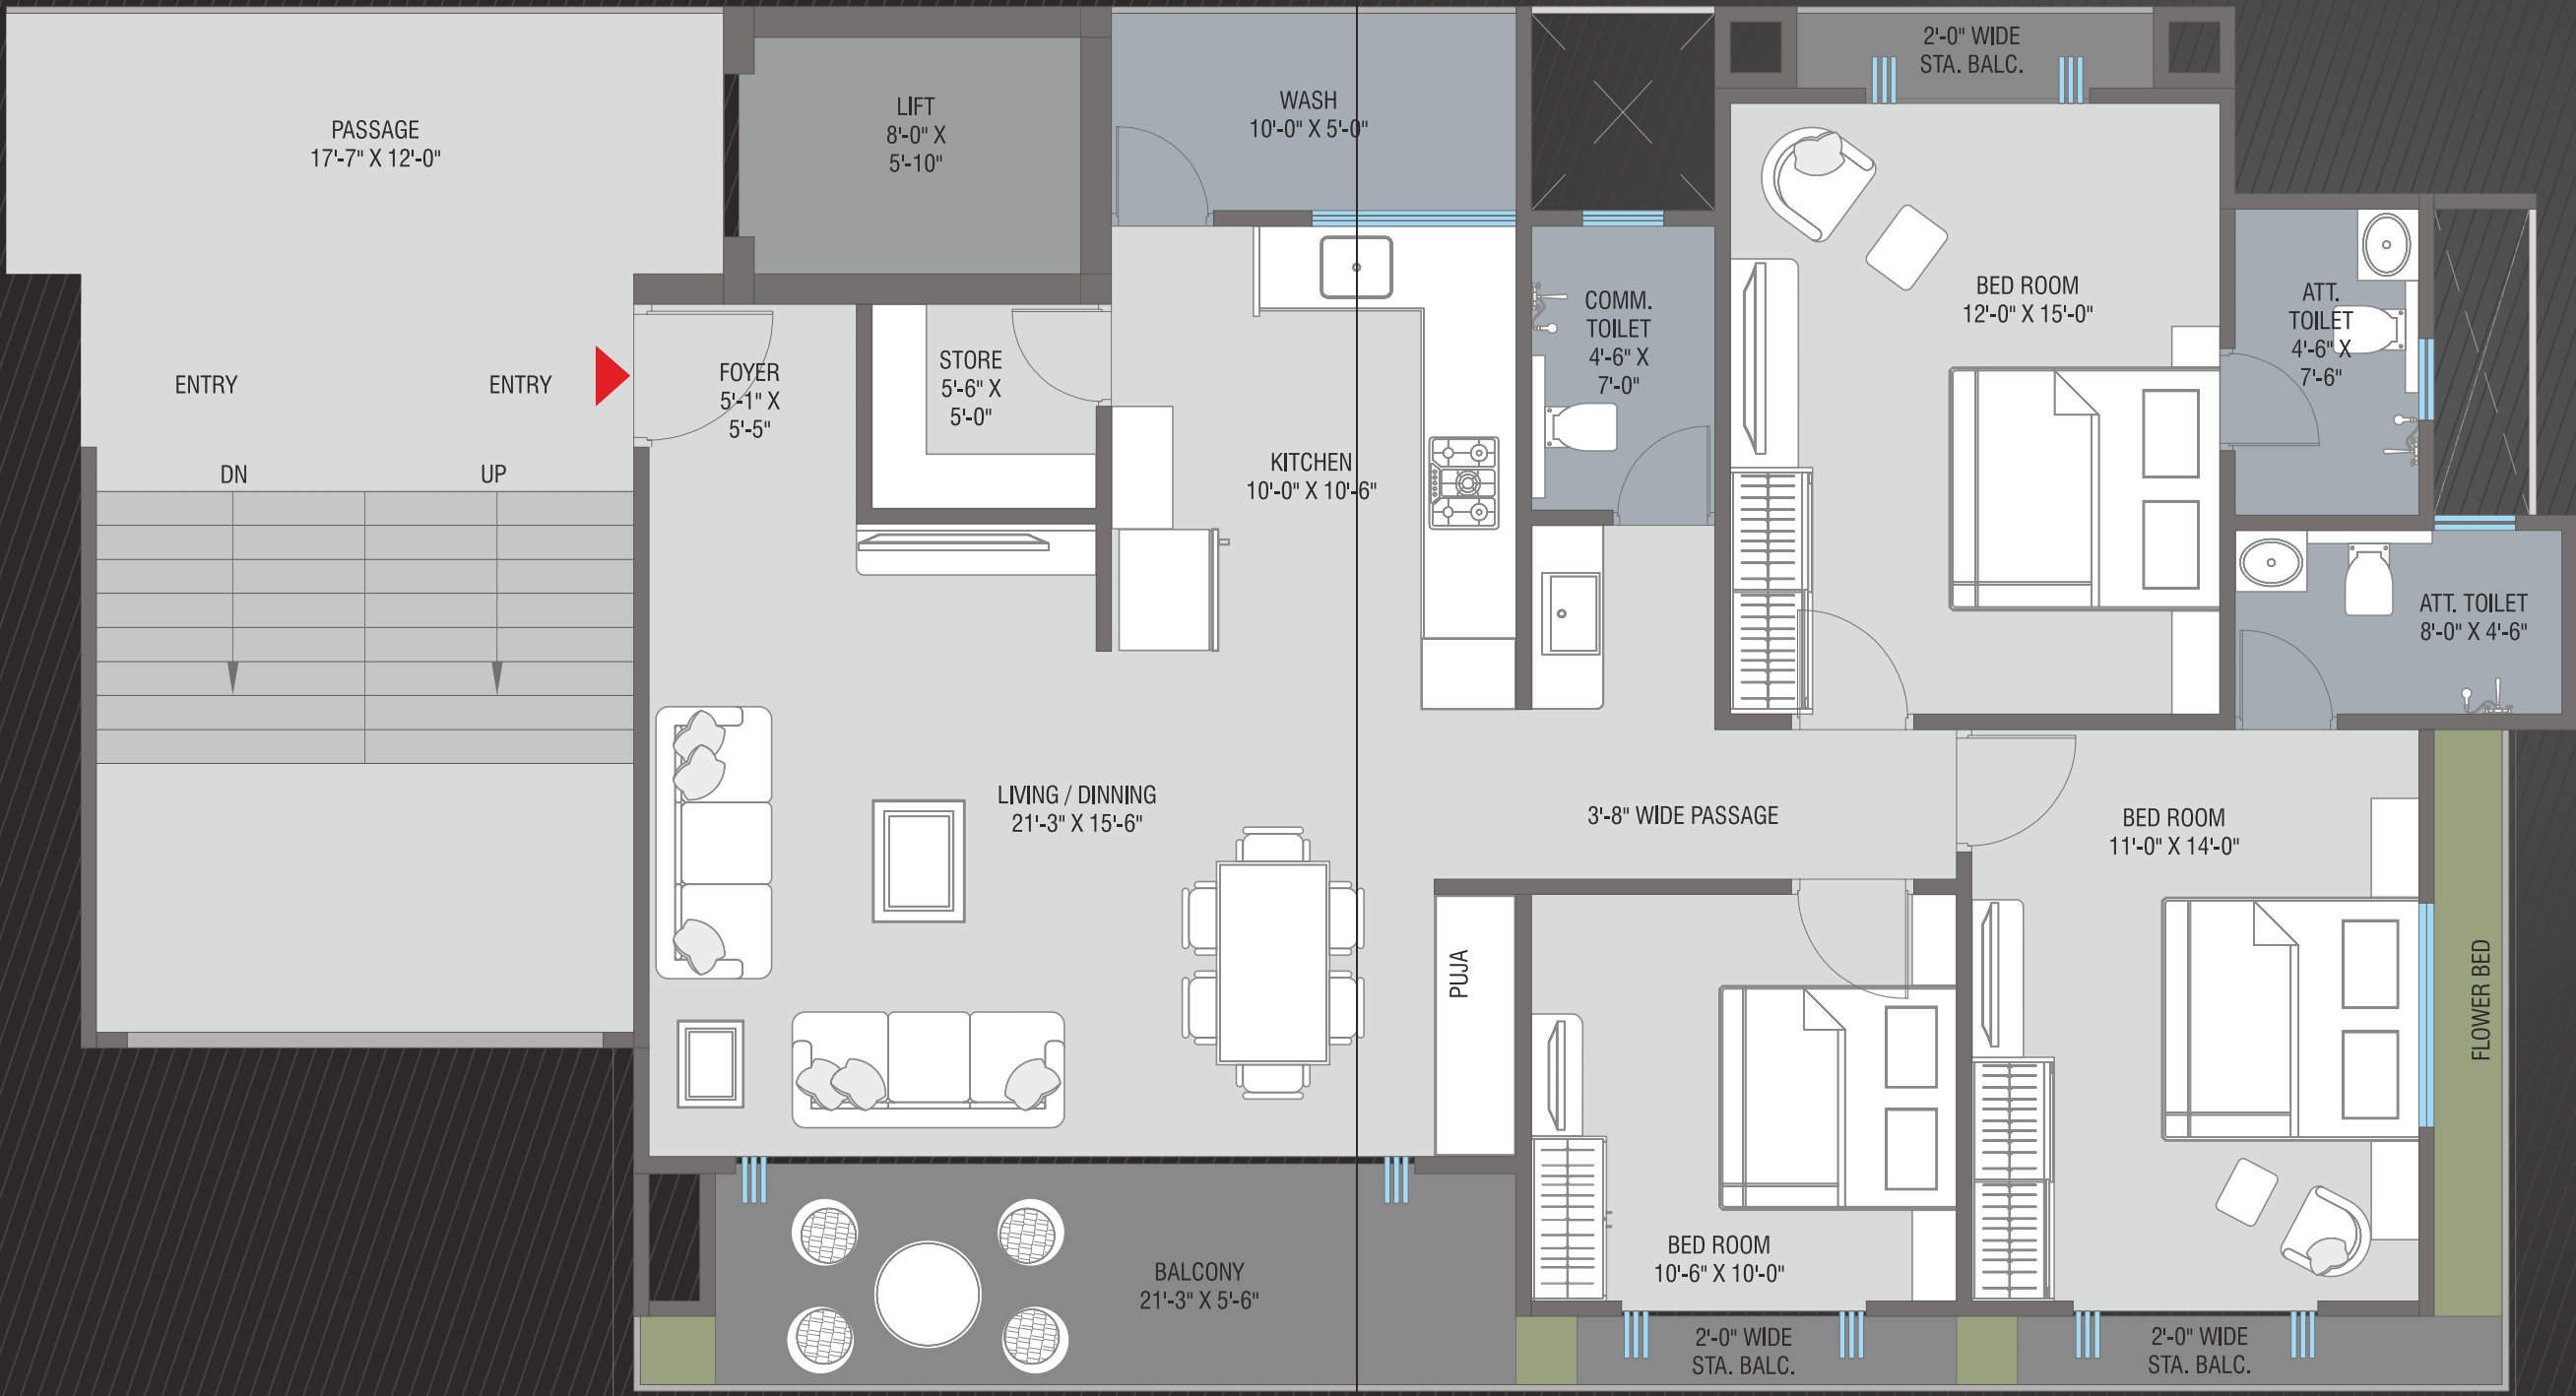 PASSAGE
17'-7" X 12'-0"
LIFT
8'-0" X
5'-10"
WASH
10'-0" X 5'-0"
2'-0" WIDE
STA. BALC.
BED ROOM
12'-0" X 15'-0"
ATT.
TOILET
4'-6" X
7'-6"
COMM.
TOILET
4'-6" X
7'-0"
ENTRY
ENTRY
FOYER
5'-1" X
5'-5"
STORE
5'-6" X
5'-0"
KITCHEN
10'-0" X 10'-6"
DN
UP
ATT. TOILET
8'-0" X 4'-6"
LIVING / DINNING
21'-3" X 15'-6"
3'-8" WIDE PASSAGE
BED ROOM
11'-0" X 14'-0"
PUJA
FLOWER BED
BED ROOM
10'-6" X 10'-0"
BALCONY
21'-3" X 5'-6"
2'-0" WIDE
STA. BALC.
2'-0" WIDE
STA. BALC.